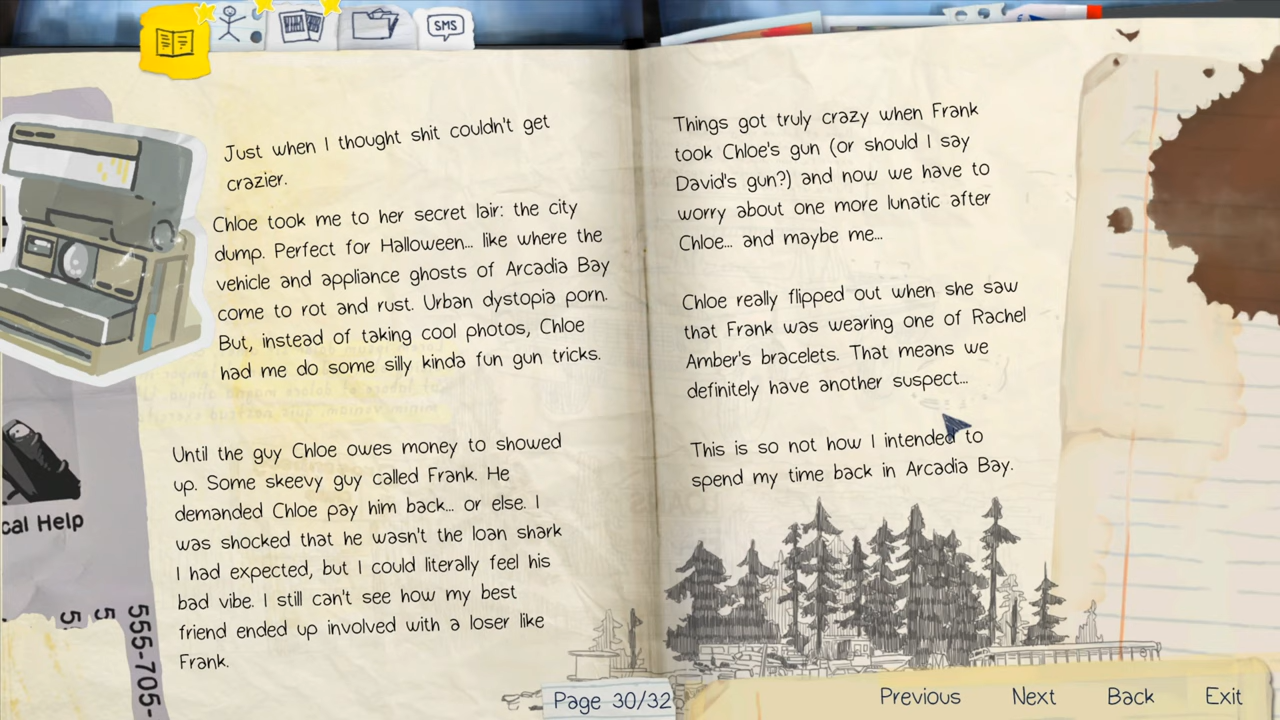 SMS
Just when I thought shit couldn't get
crazier.
Chloe took me to her secret lair: the city
dump. Perfect for Halloween... like where the
vehicle and appliance ghosts of Arcadia Bay
come to rot and rust. Urban dystopia porn.
But, instead of taking cool photos, Chloe
had me do some silly kinda fun gun tricks.
Until the guy Chloe owes money to showed
up. Some skeevy guy called Frank. He
demanded Chloe pay him back... or else. I
was shocked that he wasn't the loan shark
I had expected, but I could literally feel his
bad vibe. I still can't see how my best
friend ended up involved with a loser like
Frank.
Things got truly crazy when Frank
took Chloe's gun (or should I say
David's gun?) and now we have to
worry about one more lunatic after
Chloe... and maybe me...
Chloe really flipped out when she saw
that Frank was wearing one of Rachel
Amber's bracelets. That means we
definitely have another suspect...
This is so not how I intended to
spend my time back in Arcadia Bay.
cal Help
5
5
555-705-
Page 30/32
Previous
Next
Back
Exit